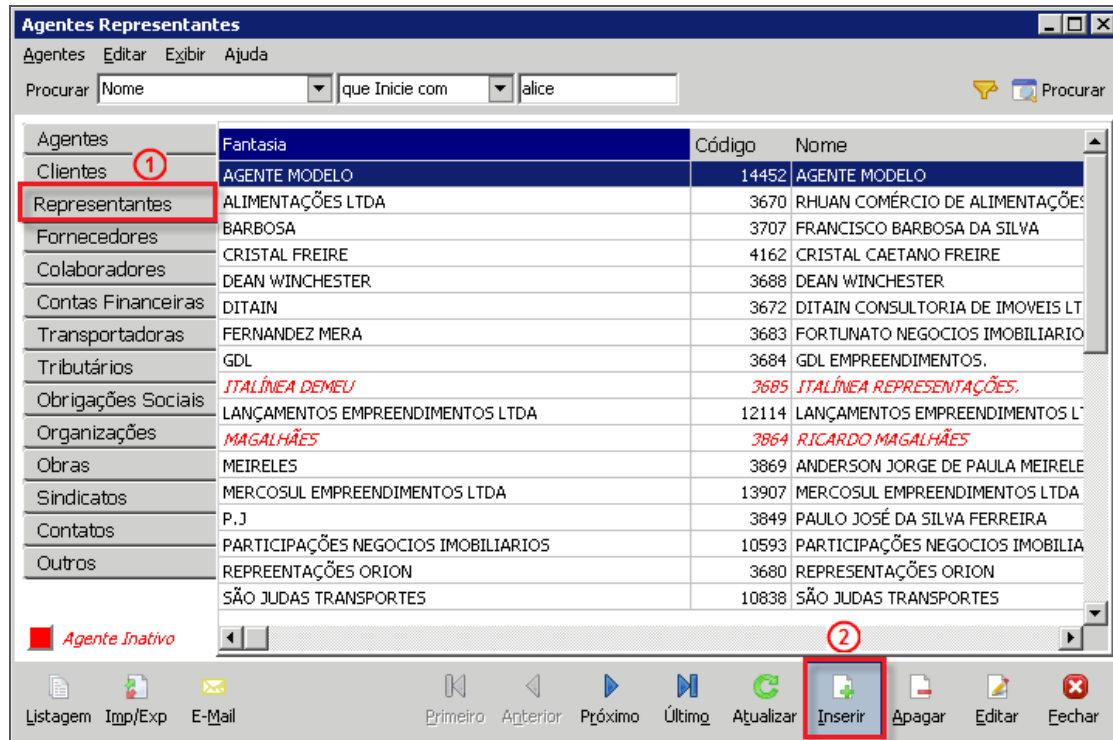 Agentes Representantes
Agentes Editar Exibir Ajuda
Procurar Nome que Inicie com alice Procurar
Agentes
Clientes
1
Representantes
Fornecedores
Colaboradores
Contas Financeiras
Transportadoras
Tributários
Obrigações Sociais
Organizações
Obras
Sindicatos
Contatos
Outros
Agente Inativo
Fantasia Código Nome
AGENTE MODELO 14452 AGENTE MODELO
ALIMENTAÇÕES LTDA 3670 RHUAN COMÉRCIO DE ALIMENTAÇÕES
BARBOSA 3707 FRANCISCO BARBOSA DA SILVA
CRISTAL FREIRE 4162 CRISTAL CAETANO FREIRE
DEAN WINCHESTER 3688 DEAN WINCHESTER
DITAIN 3672 DITAIN CONSULTORIA DE IMOVEIS LT
FERNANDEZ MERA 3683 FORTUNATO NEGOCIOS IMOBILIARIO
GDL 3684 GDL EMPREENDIMENTOS.
ITALÍNEA DEMEU 3685 ITALÍNEA REPRESENTAÇÕES.
LANÇAMENTOS EMPREENDIMENTOS LTDA 12114 LANÇAMENTOS EMPREENDIMENTOS LT
MAGALHÃES 3864 RICARDO MAGALHÃES
MEIRELES 3869 ANDERSON JORGE DE PAULA MEIRELE
MERCOSUL EMPREENDIMENTOS LTDA 13907 MERCOSUL EMPREENDIMENTOS LTDA
P.J 3849 PAULO JOSÉ DA SILVA FERREIRA
PARTICIPAÇÕES NEGOCIOS IMOBILIARIOS 10593 PARTICIPAÇÕES NEGOCIOS IMOBILIA
REPREENTAÇÕES ORION 3680 REPRESENTAÇÕES ORION
SÃO JUDAS TRANSPORTES 10838 SÃO JUDAS TRANSPORTES
2
Listagem Imp/Exp E-Mail Primeiro Anterior Próximo Último Atualizar Inserir Apagar Editar Fechar